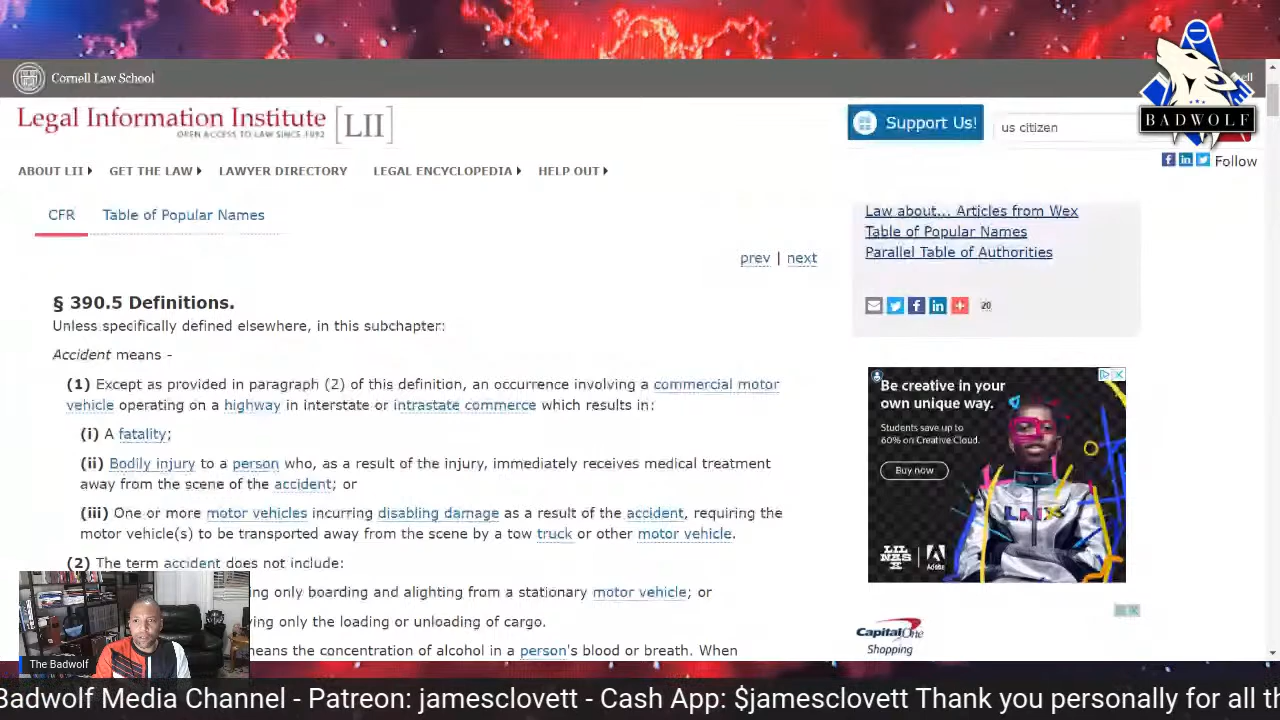 Cornell Law School
ell
BADWOLF
Legal Information Institute [LII]
OPEN ACCESS TO LAW SINCE 1992
Support Us!
us citizen
ABOUT LII GET THE LAW LAWYER DIRECTORY LEGAL ENCYCLOPEDIA HELP OUT
Follow
CFR Table of Popular Names
Law about... Articles from Wex
Table of Popular Names
Parallel Table of Authorities
prev | next
20
§ 390.5 Definitions.
Unless specifically defined elsewhere, in this subchapter:
Accident means -
(1) Except as provided in paragraph (2) of this definition, an occurrence involving a commercial motor
vehicle operating on a highway in interstate or intrastate commerce which results in:
(i) A fatality;
(ii) Bodily injury to a person who, as a result of the injury, immediately receives medical treatment
away from the scene of the accident; or
(iii) One or more motor vehicles incurring disabling damage as a result of the accident, requiring the
motor vehicle(s) to be transported away from the scene by a tow truck or other motor vehicle.
(2) The term accident does not include:
ng only boarding and alighting from a stationary motor vehicle; or
ving only the loading or unloading of cargo.
neans the concentration of alcohol in a person's blood or breath. When
Be creative in your
own unique way.
Students save up to
60% on Creative Cloud.
Buy now
LNX
LIL
NAS
X
Adobe
Capital One
Shopping
The Badwolf
Badwolf Media Channel - Patreon: jamesclovett - Cash App: $jamesclovett Thank you personally for all th